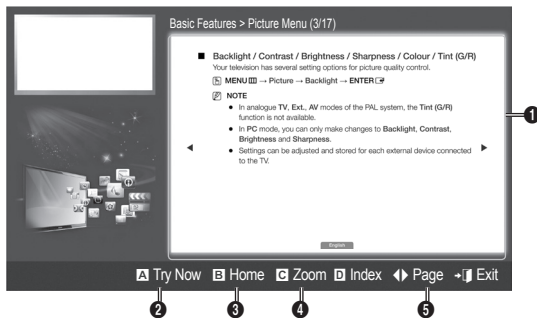 Basic Features > Picture Menu (3/17)
■ Backlight / Contrast / Brightness / Sharpness / Colour / Tint (G/R)
Your television has several setting options for picture quality control.
MENU → Picture → Backlight → ENTER
NOTE
● In analogue TV, Ext., AV modes of the PAL system, the Tint (G/R)
function is not available.
● In PC mode, you can only make changes to Backlight, Contrast,
Brightness and Sharpness.
● Settings can be adjusted and stored for each external device connected
to the TV.
◀ ▶
1
English
A Try Now B Home C Zoom D Index ◀▶ Page Exit
2 3 4 5